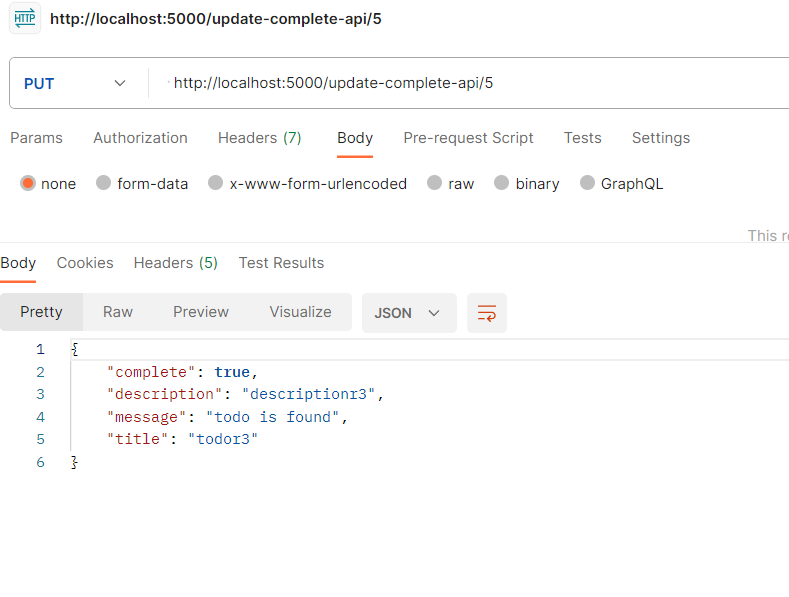 HTTP http://localhost:5000/update-complete-api/5
PUT http://localhost:5000/update-complete-api/5
Params Authorization Headers (7) Body Pre-request Script Tests Settings
none form-data x-www-form-urlencoded raw binary GraphQL
This re
Body Cookies Headers (5) Test Results
Pretty Raw Preview Visualize JSON
1 {
2 "complete": true,
3 "description": "descriptionr3",
4 "message": "todo is found",
5 "title": "todor3"
6 }